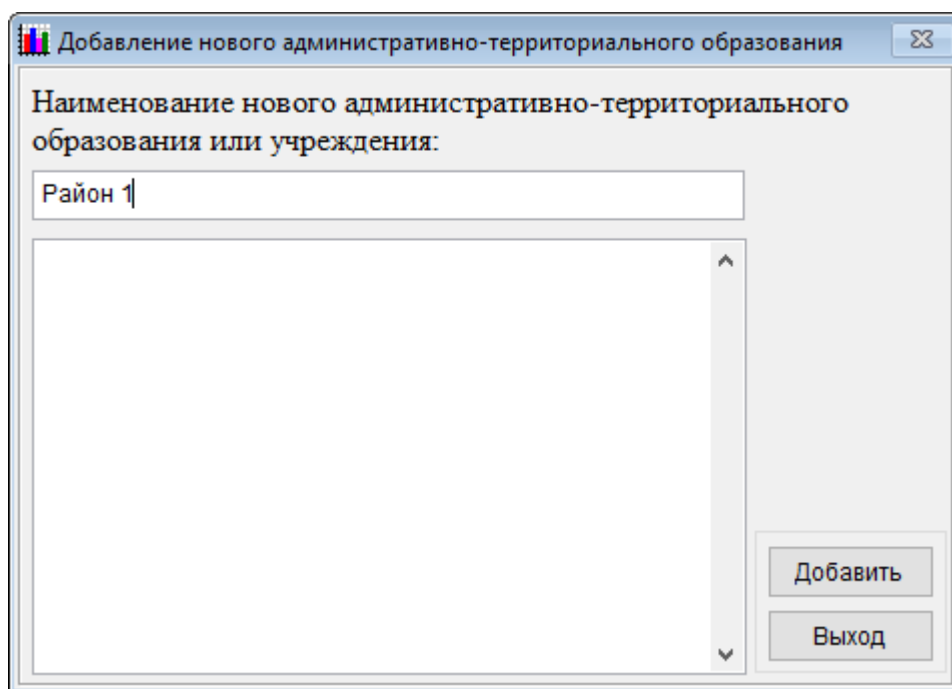 Добавление нового административно-территориального образования
Наименование нового административно-территориального
образования или учреждения:
Район 1
Добавить
Выход